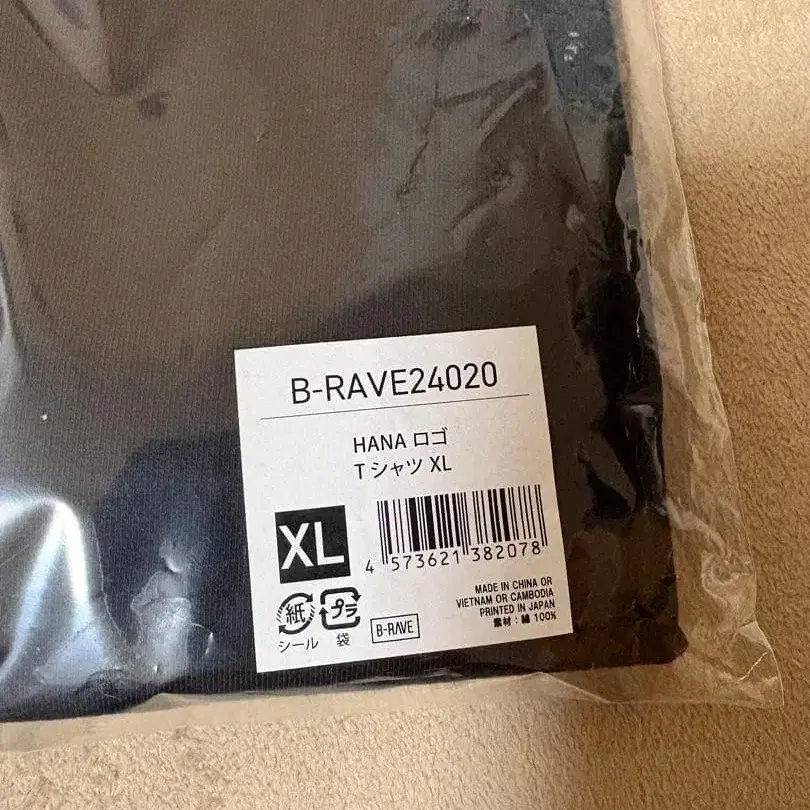 B-RAVE24020
HANA ロゴ
Tシャツ XL
XL
4 573621 382078
MADE IN CHINA OR
VIETNAM OR CAMBODIA
PRINTED IN JAPAN
素材：綿 100%
紙 プラ
シール 袋
B-RAVE